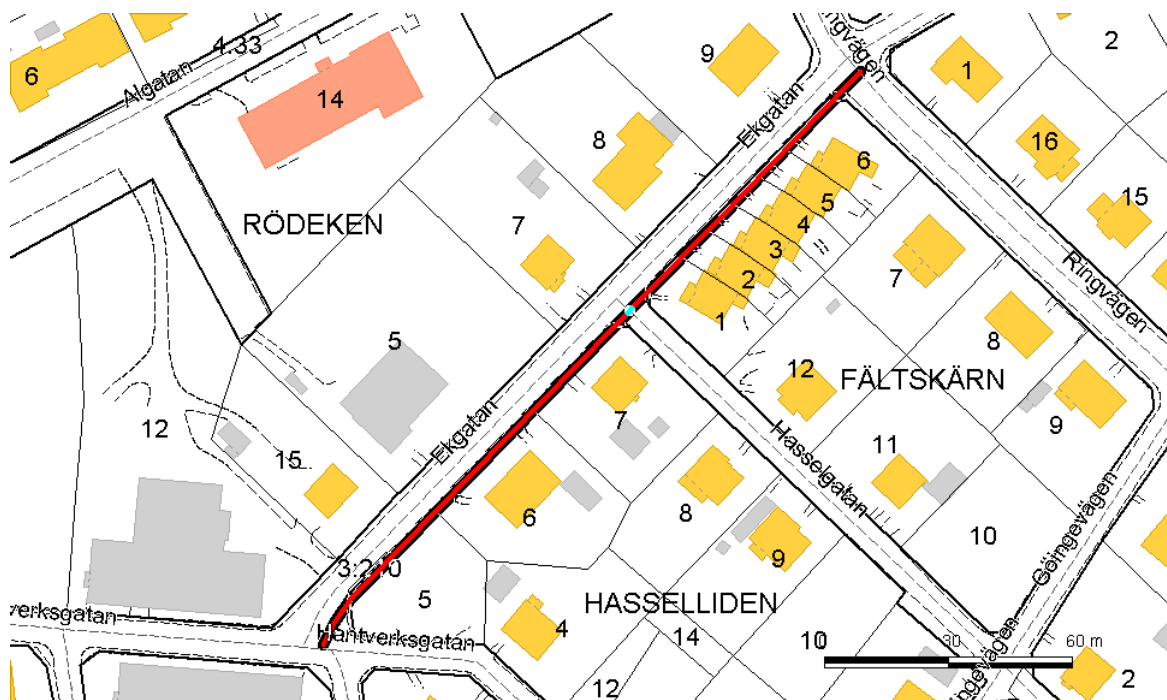 ngvägen
2
4:33
9
1
6
Algatan
14
Ekgatan
16
8
6
15
5
RÖDEKEN
7
4
3
7
Ringvägen
2
1
8
5
12
FÄLTSKÄRN
7
9
12
Ekgatan
15
Hasselgatan
11
6
8
10
9
Göingevägen
3:2
5
HASSELLIDEN
verksgatan
Hantverksgatan
4
14
10
30
60 m
12
ingevägen
2